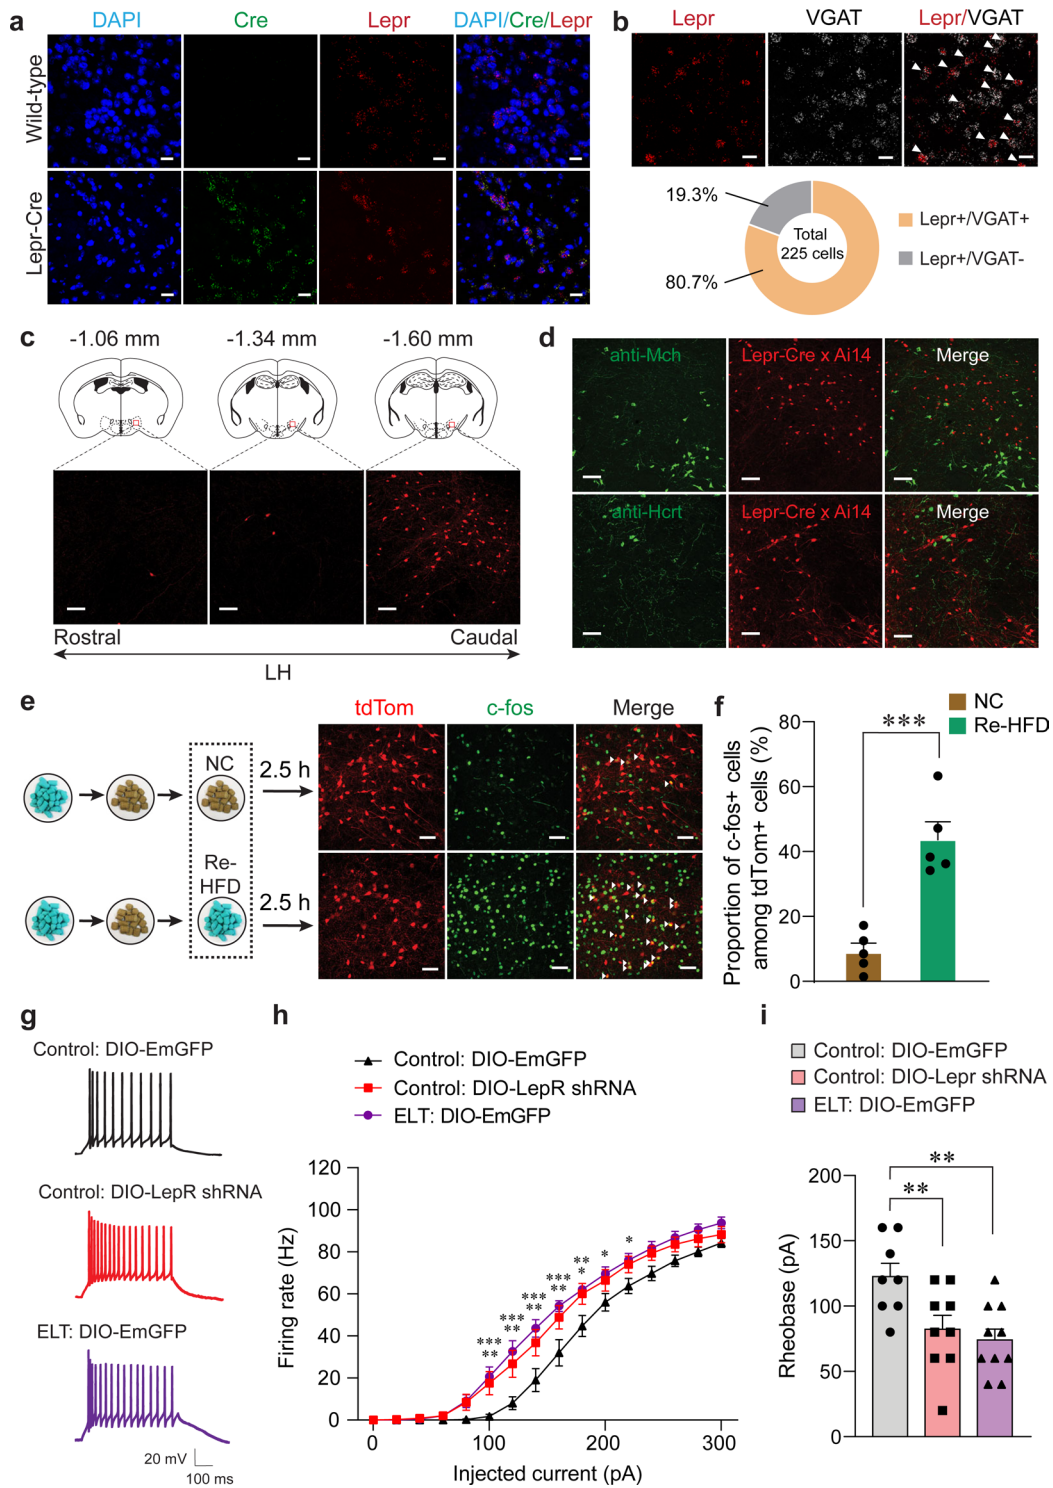 a
DAPI
Cre
Lepr
DAPI/Cre/Lepr
Wild-type
Lepr-Cre
b
Lepr
VGAT
Lepr/VGAT
19.3%
80.7%
Total
225 cells
Lepr+/VGAT+
Lepr+/VGAT-
c
-1.06 mm
-1.34 mm
-1.60 mm
Rostral
Caudal
LH
d
anti-Mch
Lepr-Cre x Ai14
Merge
anti-Hcrt
Lepr-Cre x Ai14
Merge
e
NC
2.5 h
Re-
HFD
2.5 h
tdTom
c-fos
Merge
f
NC
Re-HFD
***
Proportion of c-fos+ cells
among tdTom+ cells (%)
80
60
40
20
0
g
Control: DIO-EmGFP
Control: DIO-LepR shRNA
ELT: DIO-EmGFP
20 mV
100 ms
h
Control: DIO-EmGFP
Control: DIO-LepR shRNA
ELT: DIO-EmGFP
Firing rate (Hz)
120
100
80
60
40
20
0
***
**
***
**
***
**
***
**
**
*
*
*
0
100
200
300
Injected current (pA)
i
Control: DIO-EmGFP
Control: DIO-Lepr shRNA
ELT: DIO-EmGFP
**
**
Rheobase (pA)
200
150
100
50
0